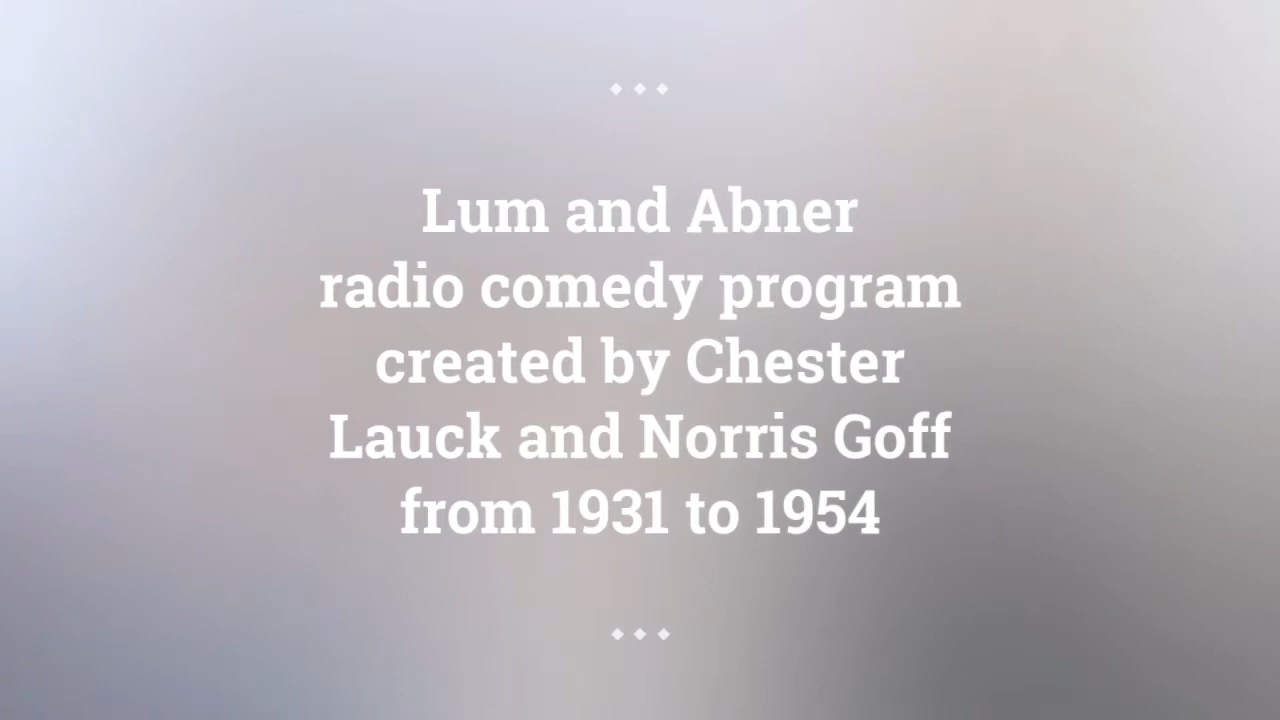 Lum and Abner
radio comedy program
created by Chester
Lauck and Norris Goff
from 1931 to 1954